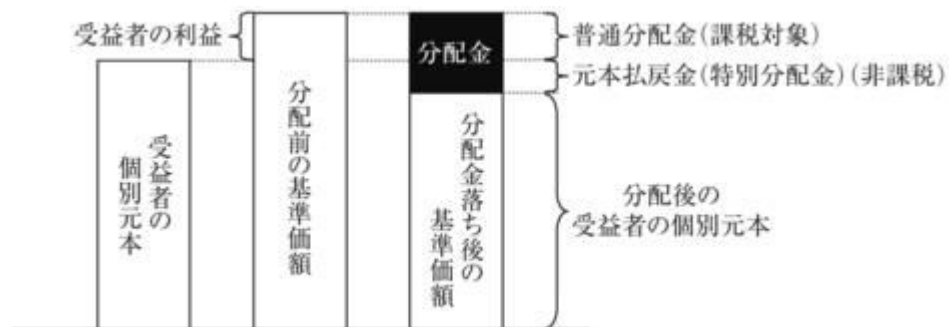 受益者の利益
受益者の
個別元本
分配前の基準価額
分配金
分配金落ち後の
基準価額
普通分配金(課税対象)
元本払戻金(特別分配金)(非課税)
分配後の
受益者の個別元本